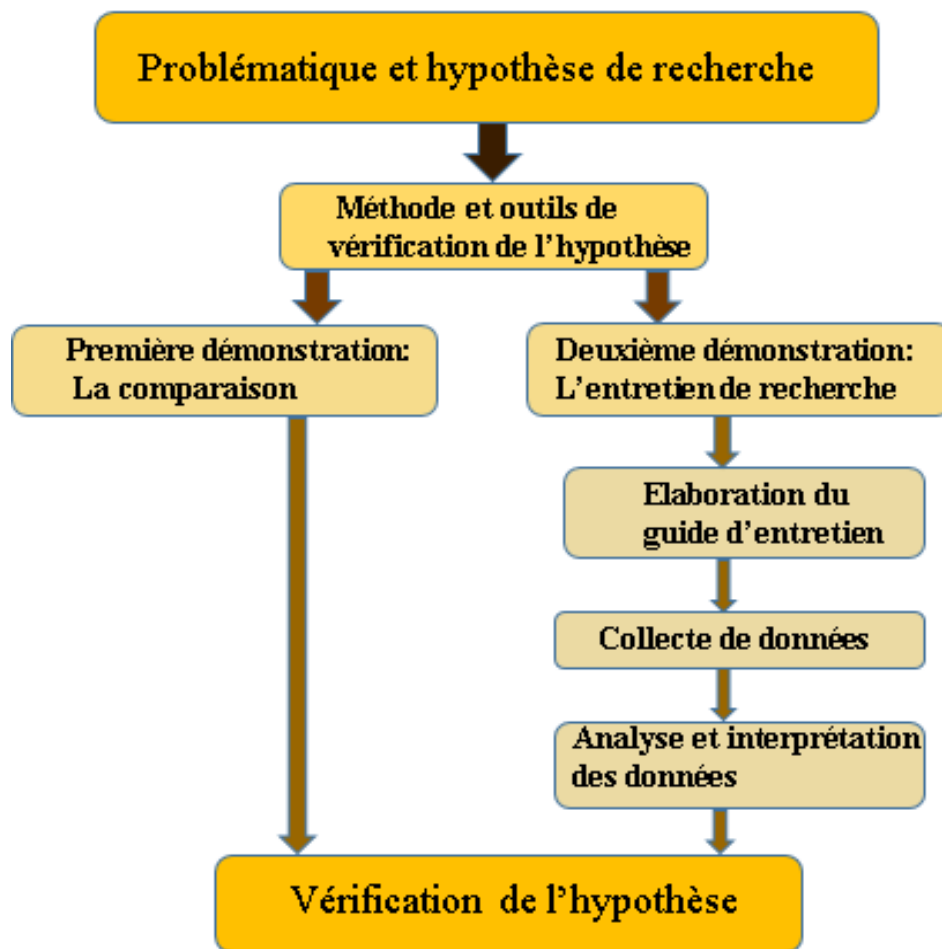 Problématique et hypothèse de recherche
Méthode et outils de
vérification de l'hypothèse
Première démonstration:
La comparaison
Deuxième démonstration:
L'entretien de recherche
Elaboration du
guide d'entretien
Collecte de données
Analyse et interprétation
des données
Vérification de l'hypothèse